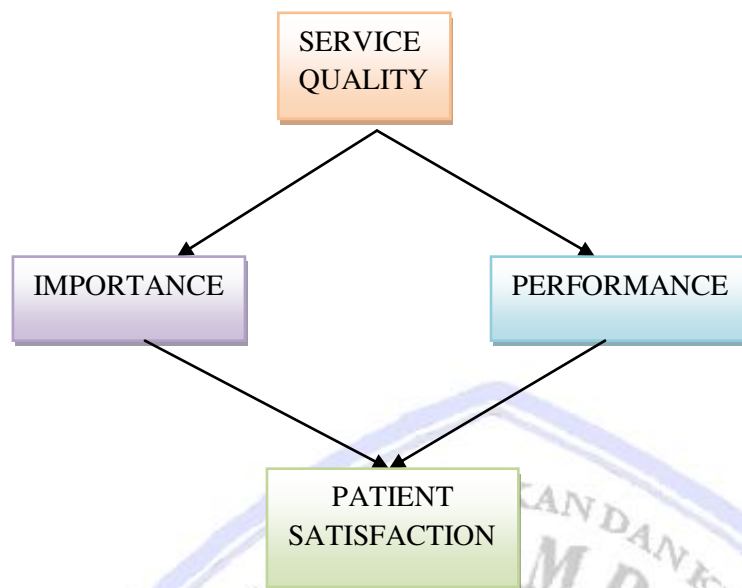 SERVICE
QUALITY
IMPORTANCE
PERFORMANCE
PATIENT
SATISFACTION